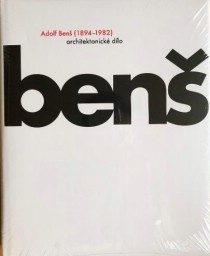 Adolf Benš (1894–1982)
architektonické dílo
benš